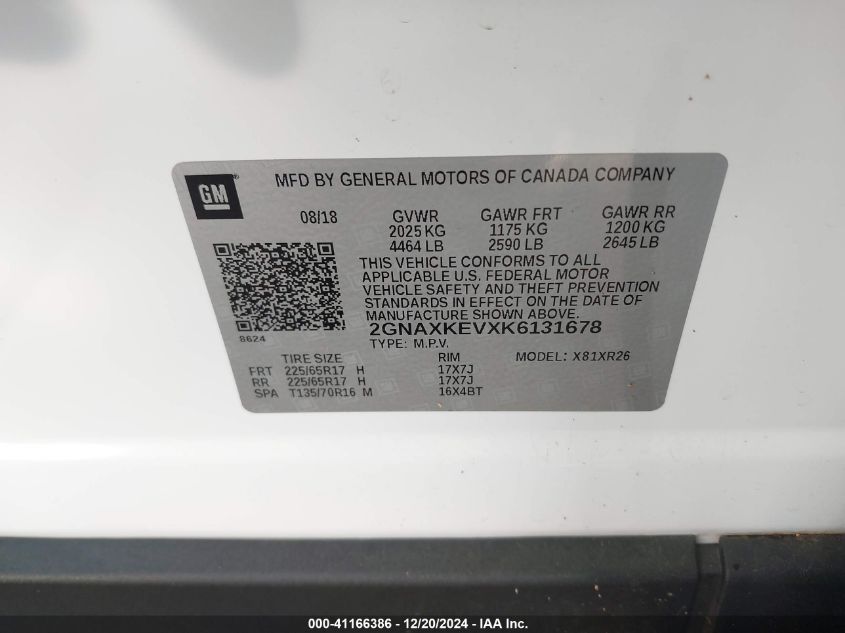 GM
MFD BY GENERAL MOTORS OF CANADA COMPANY
08/18 GVWR GAWR FRT GAWR RR
2025 KG 1175 KG 1200 KG
4464 LB 2590 LB 2645 LB
THIS VEHICLE CONFORMS TO ALL
APPLICABLE U.S. FEDERAL MOTOR
VEHICLE SAFETY AND THEFT PREVENTION
STANDARDS IN EFFECT ON THE DATE OF
MANUFACTURE SHOWN ABOVE.
8624
2GNAXKEVXK6131678
TYPE: M.P.V. MODEL: X81XR26
TIRE SIZE RIM
FRT 225/65R17 H 17X7J
RR 225/65R17 H 17X7J
SPA T135/70R16 M 16X4BT
000-41166386 - 12/20/2024 - IAA Inc.